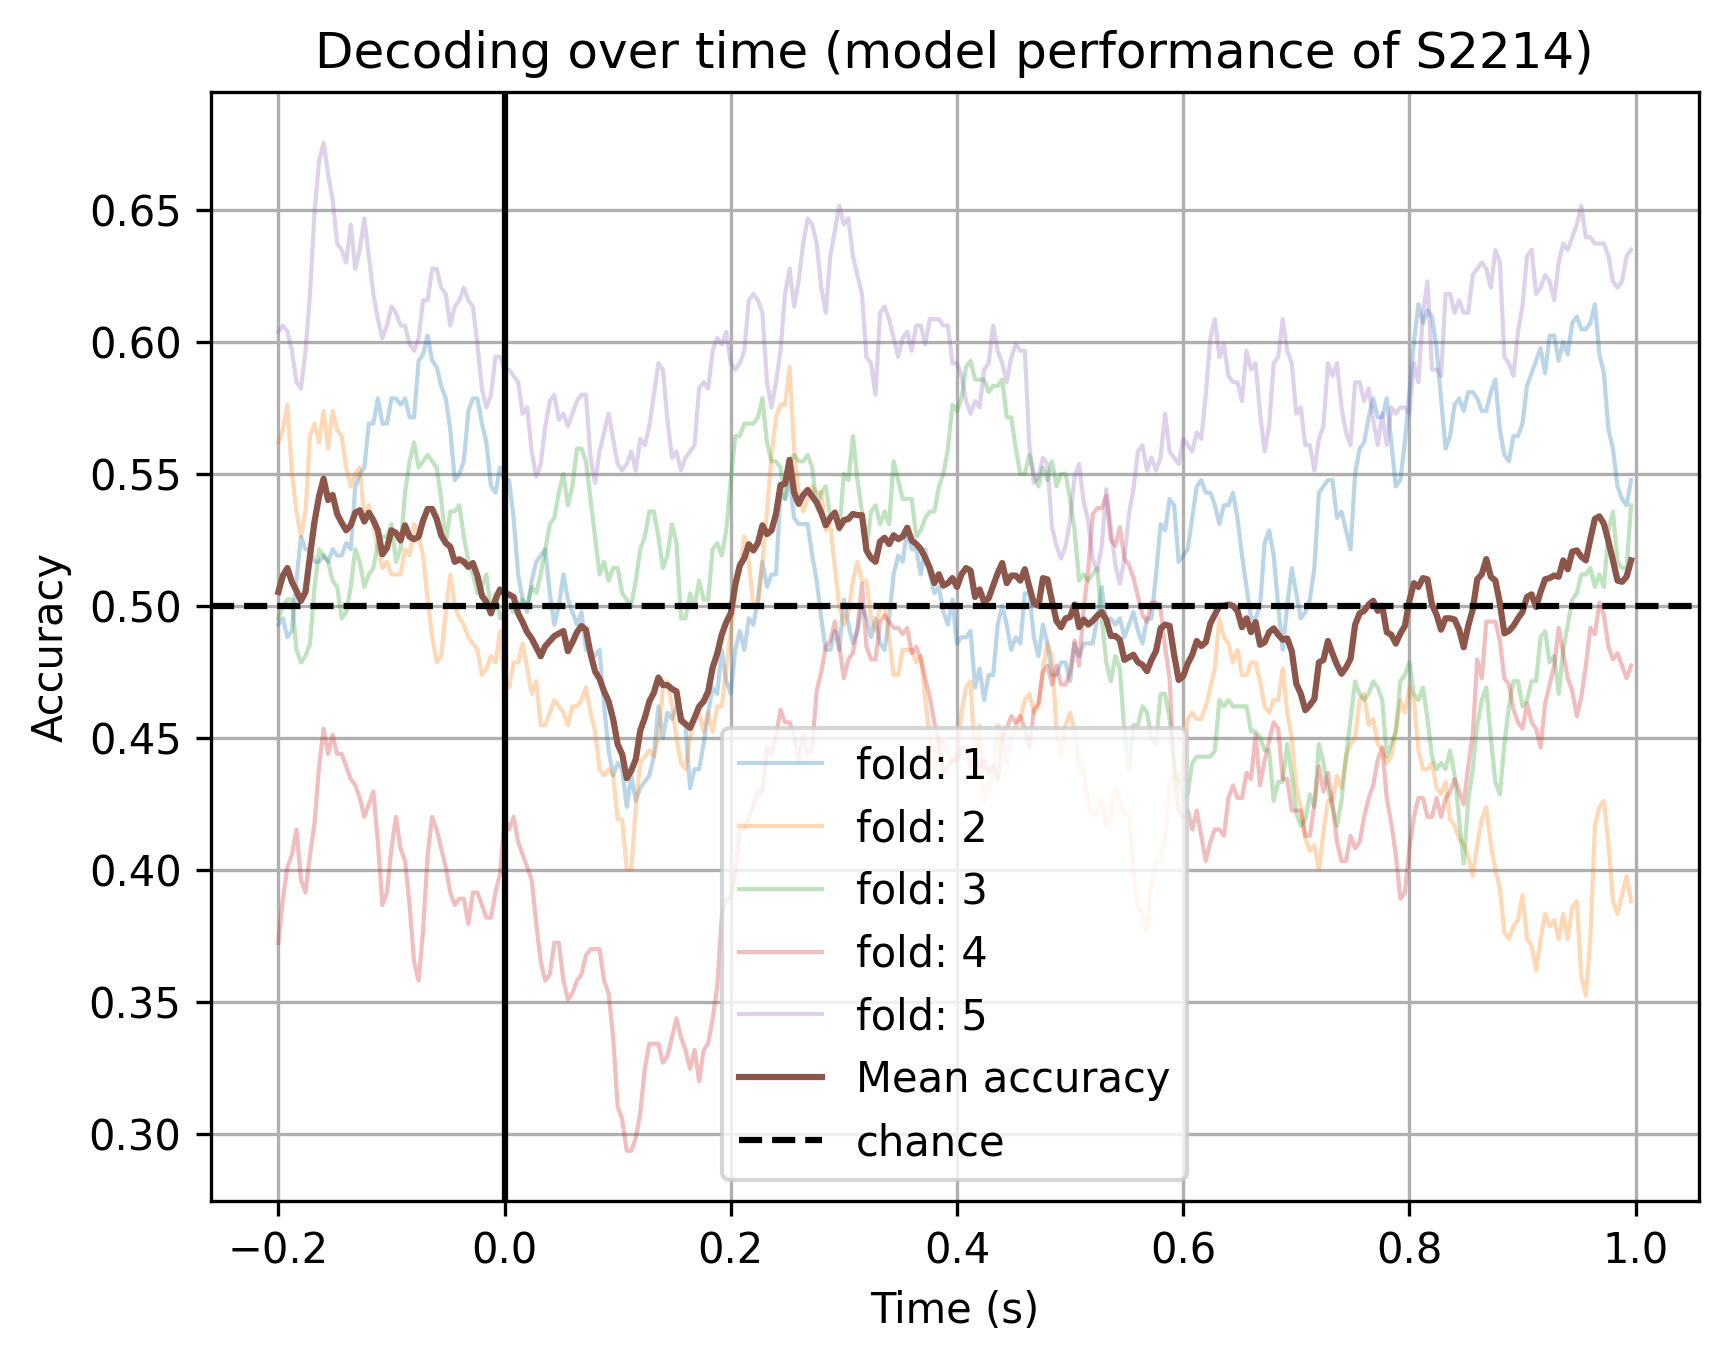 Decoding over time (model performance of S2214)
Accuracy
0.65
0.60
0.55
0.50
0.45
0.40
0.35
0.30
fold: 1
fold: 2
fold: 3
fold: 4
fold: 5
Mean accuracy
chance
−0.2 0.0 0.2 0.4 0.6 0.8 1.0
Time (s)